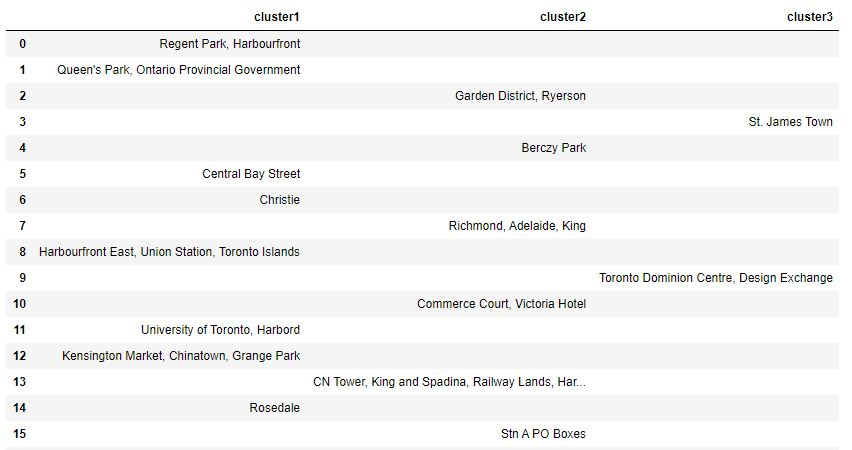 cluster1 cluster2 cluster3
0 Regent Park, Harbourfront
1 Queen's Park, Ontario Provincial Government
2 Garden District, Ryerson
3 St. James Town
4 Berczy Park
5 Central Bay Street
6 Christie
7 Richmond, Adelaide, King
8 Harbourfront East, Union Station, Toronto Islands
9 Toronto Dominion Centre, Design Exchange
10 Commerce Court, Victoria Hotel
11 University of Toronto, Harbord
12 Kensington Market, Chinatown, Grange Park
13 CN Tower, King and Spadina, Railway Lands, Har...
14 Rosedale
15 Stn A PO Boxes